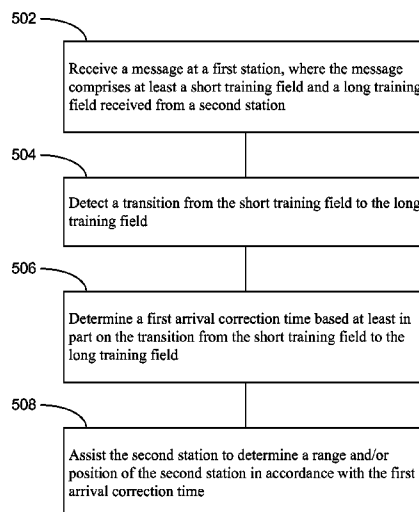 502
Receive a message at a first station, where the message
comprises at least a short training field and a long training
field received from a second station
504
Detect a transition from the short training field to the long
training field
506
Determine a first arrival correction time based at least in
part on the transition from the short training field to the
long training field
508
Assist the second station to determine a range and/or
position of the second station in accordance with the first
arrival correction time